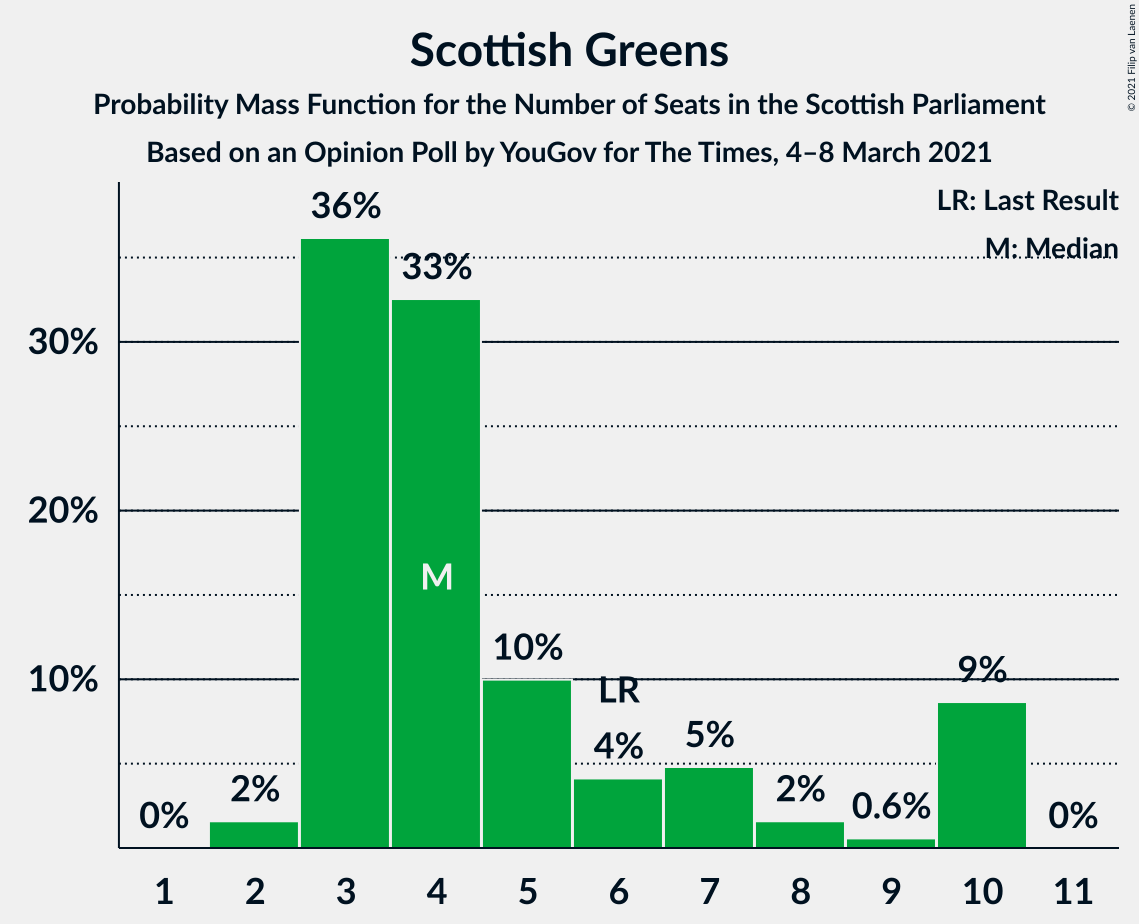 Scottish Greens
Probability Mass Function for the Number of Seats in the Scottish Parliament
Based on an Opinion Poll by YouGov for The Times, 4–8 March 2021
© 2021 Filip van Laenen
LR: Last Result
M: Median
30%
20%
10%
0%
2%
36%
33%
M
10%
LR
4%
5%
2%
0.6%
9%
0%
1 2 3 4 5 6 7 8 9 10 11